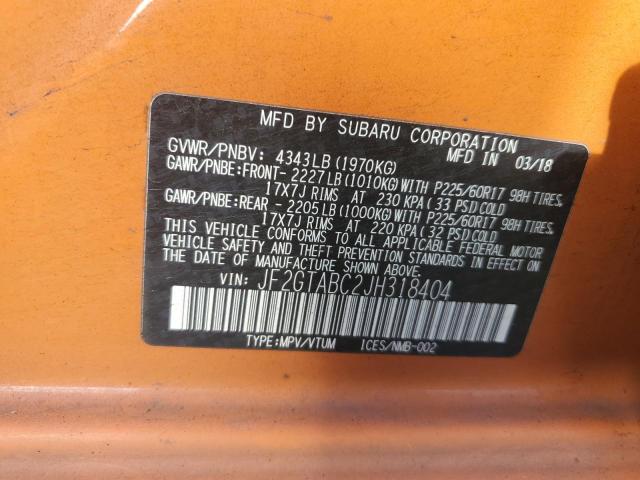 MFD BY SUBARU CORPORATION
GVWR/PNBV: 4343LB(1970KG) MFD IN 03/18
GAWR/PNBE:FRONT-2227LB(1010KG)WITH P225/60R17 98H TIRES,
17X7J RIMS AT 230 KPA(33 PSI)COLD
GAWR/PNBE:REAR -2205LB(1000KG)WITH P225/60R17 98H TIRES,
17X7J RIMS AT 220 KPA(32 PSI)COLD
THIS VEHICLE CONFORMS TO ALL APPLICABLE FEDERAL MOTOR
VEHICLE SAFETY AND THEFT PREVENTION STANDARDS IN EFFECT ON
THE DATE OF MANUFACTURE SHOWN ABOVE.
VIN: JF2GTABC2JH318404
TYPE:MPV/VTUM ICES/NMB-002